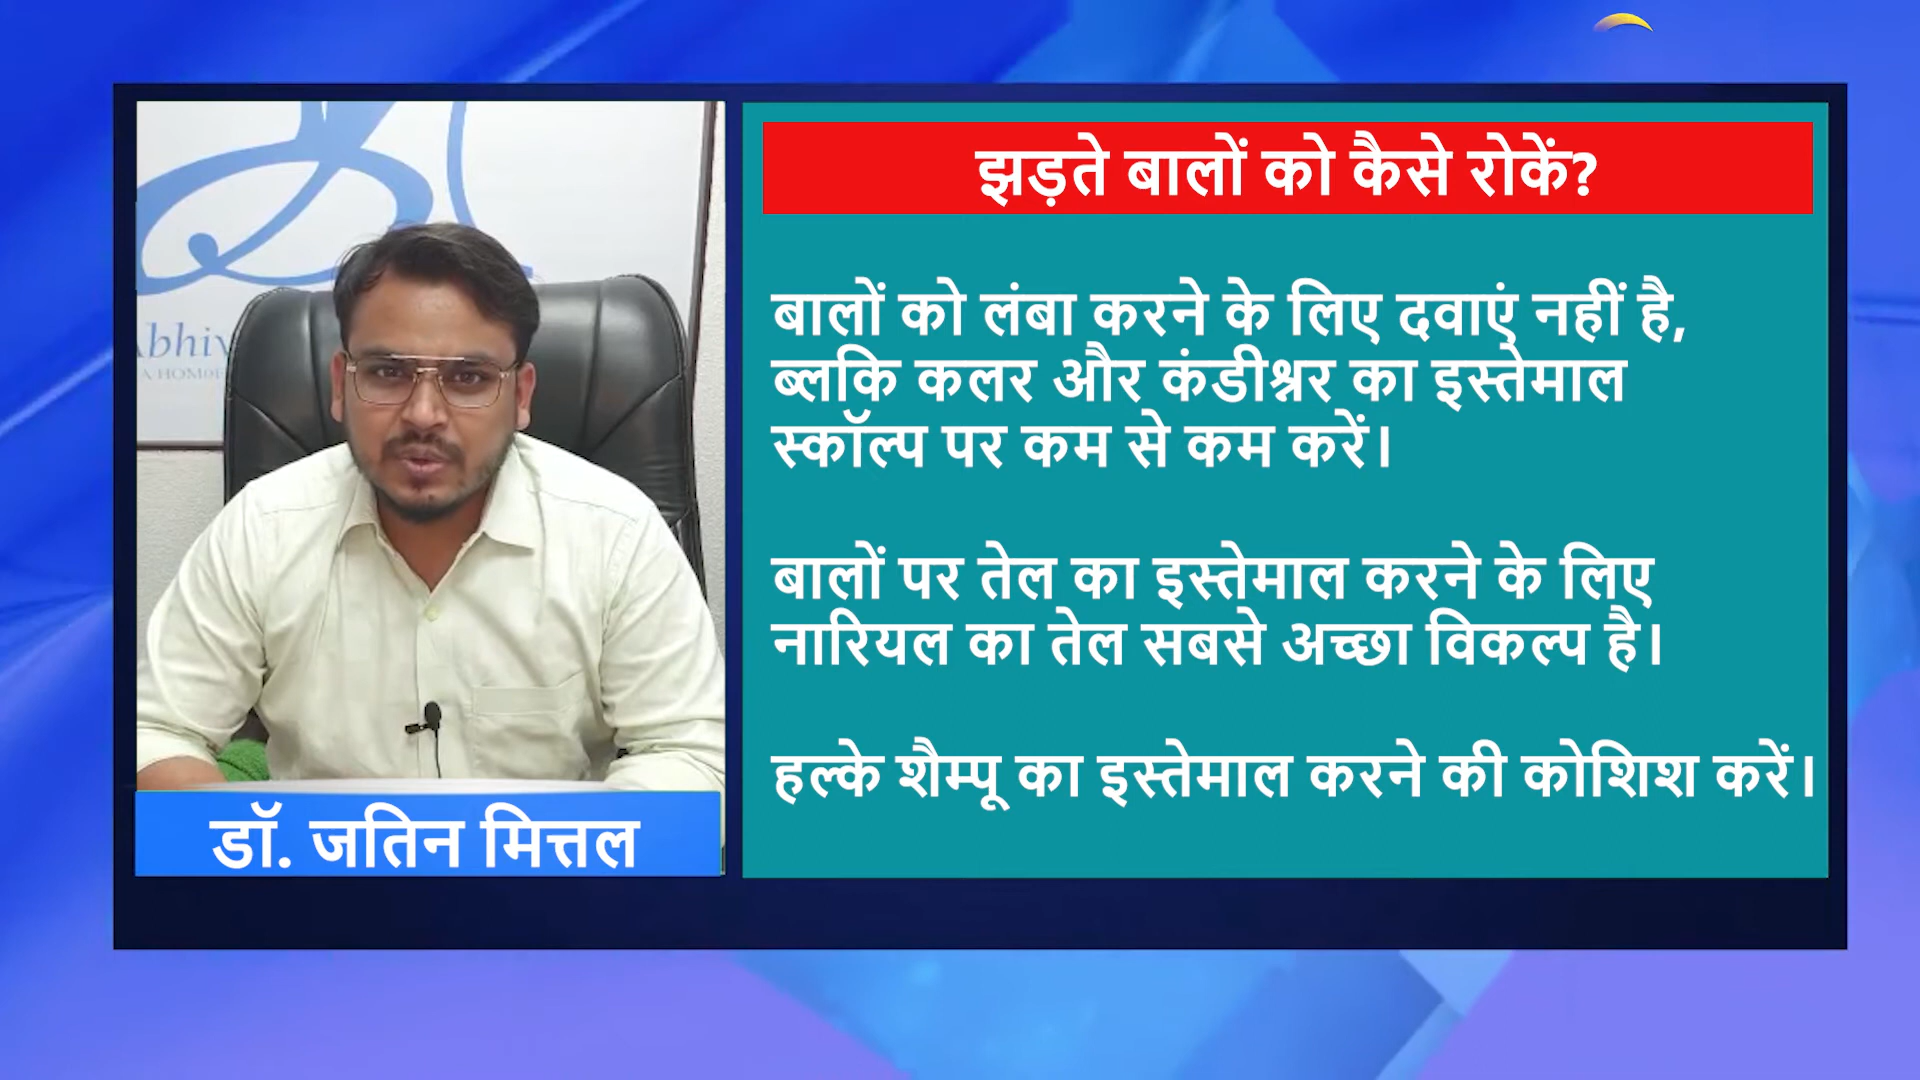 झड़ते बालों को कैसे रोकें?
बालों को लंबा करने के लिए दवाएं नहीं है,
ब्लकि कलर और कंडीश्नर का इस्तेमाल
स्कॉल्प पर कम से कम करें।
बालों पर तेल का इस्तेमाल करने के लिए
नारियल का तेल सबसे अच्छा विकल्प है।
हल्के शैम्पू का इस्तेमाल करने की कोशिश करें।
डॉ. जतिन मित्तल